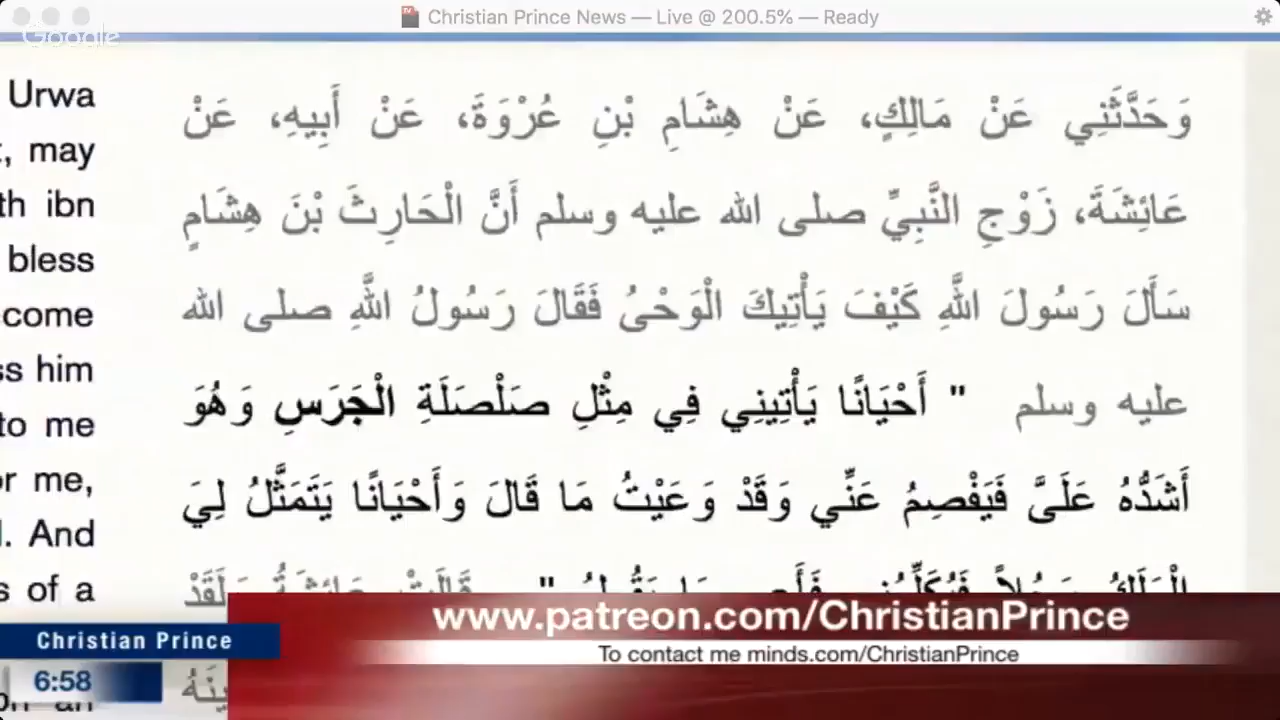 Christian Prince News — Live @ 200.5% — Ready
Google
Urwa
, may
th ibn
bless
come
ss him
to me
or me,
. And
s of a
وَحَدَّثَنِي عَنْ مَالِكٍ، عَنْ هِشَامِ بْنِ عُرْوَةَ، عَنْ أَبِيهِ، عَنْ
عَائِشَةَ، زَوْجِ النَّبِيِّ صلى الله عليه وسلم أَنَّ الْحَارِثَ بْنَ هِشَامٍ
سَأَلَ رَسُولَ اللَّهِ كَيْفَ يَأْتِيكَ الْوَحْىُ فَقَالَ رَسُولُ اللَّهِ صلى الله
عليه وسلم " أَحْيَانًا يَأْتِينِي فِي مِثْلِ صَلْصَلَةِ الْجَرَسِ وَهُوَ
أَشَدُّهُ عَلَىَّ فَيَفْصِمُ عَنِّي وَقَدْ وَعَيْتُ مَا قَالَ وَأَحْيَانًا يَتَمَثَّلُ لِيَ
www.patreon.com/ChristianPrince
To contact me minds.com/ChristianPrince
Christian Prince
6:58